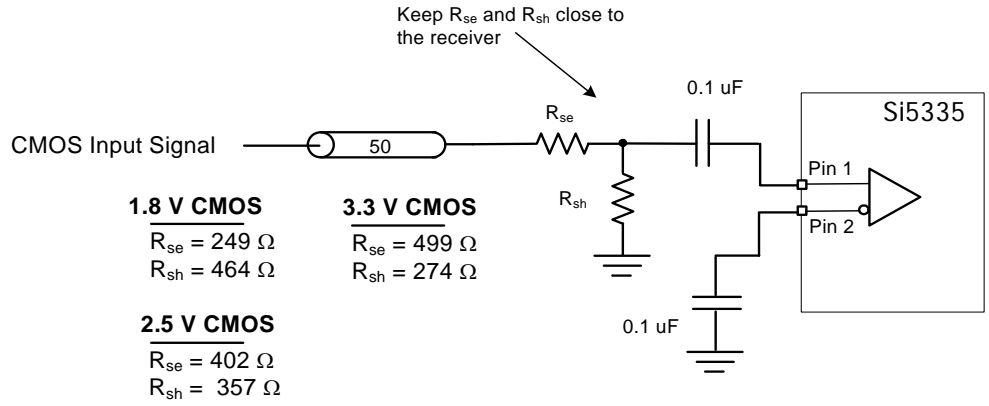 Keep Rse and Rsh close to
the receiver
0.1 uF
Si5335
Rse
CMOS Input Signal
50
Pin 1
Rsh
Pin 2
1.8 V CMOS
Rse = 249 Ω
Rsh = 464 Ω
3.3 V CMOS
Rse = 499 Ω
Rsh = 274 Ω
0.1 uF
2.5 V CMOS
Rse = 402 Ω
Rsh = 357 Ω